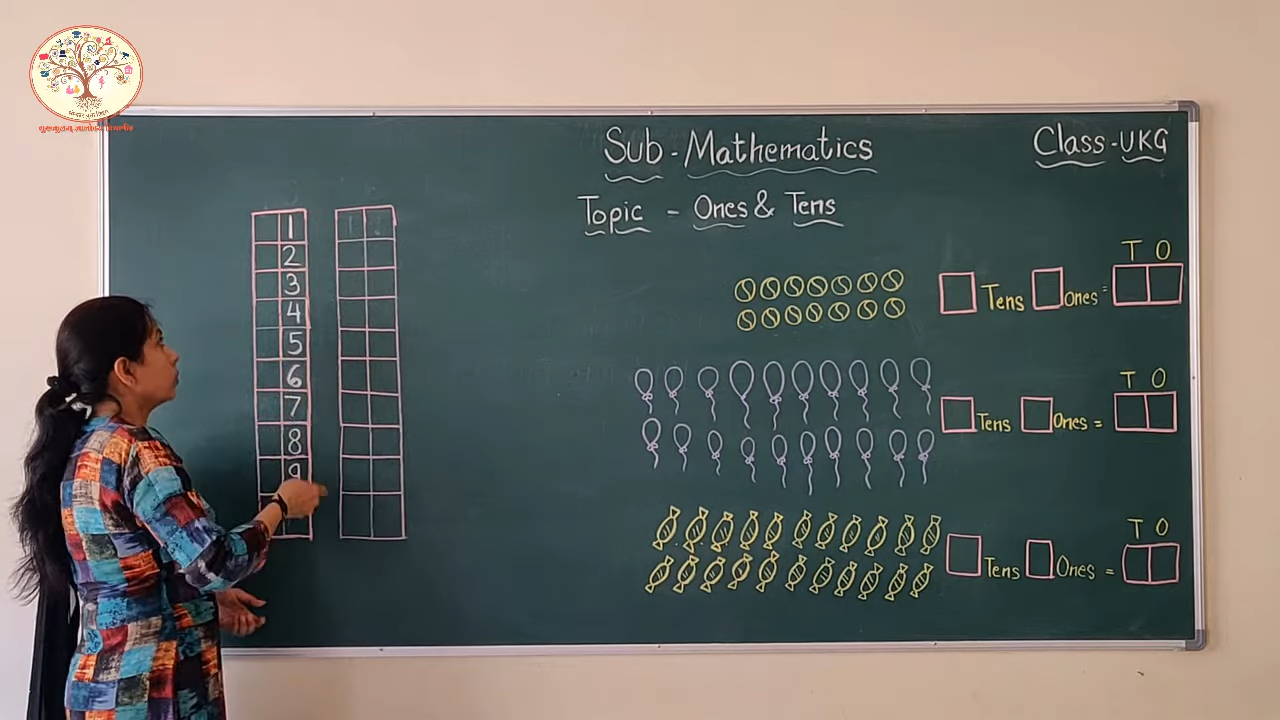 Sub - Mathematics
Class - UKG
Topic - Ones & Tens
1
2
3
4
5
6
7
8
9
T O
Tens Ones =
T O
Tens Ones =
T O
Tens Ones =